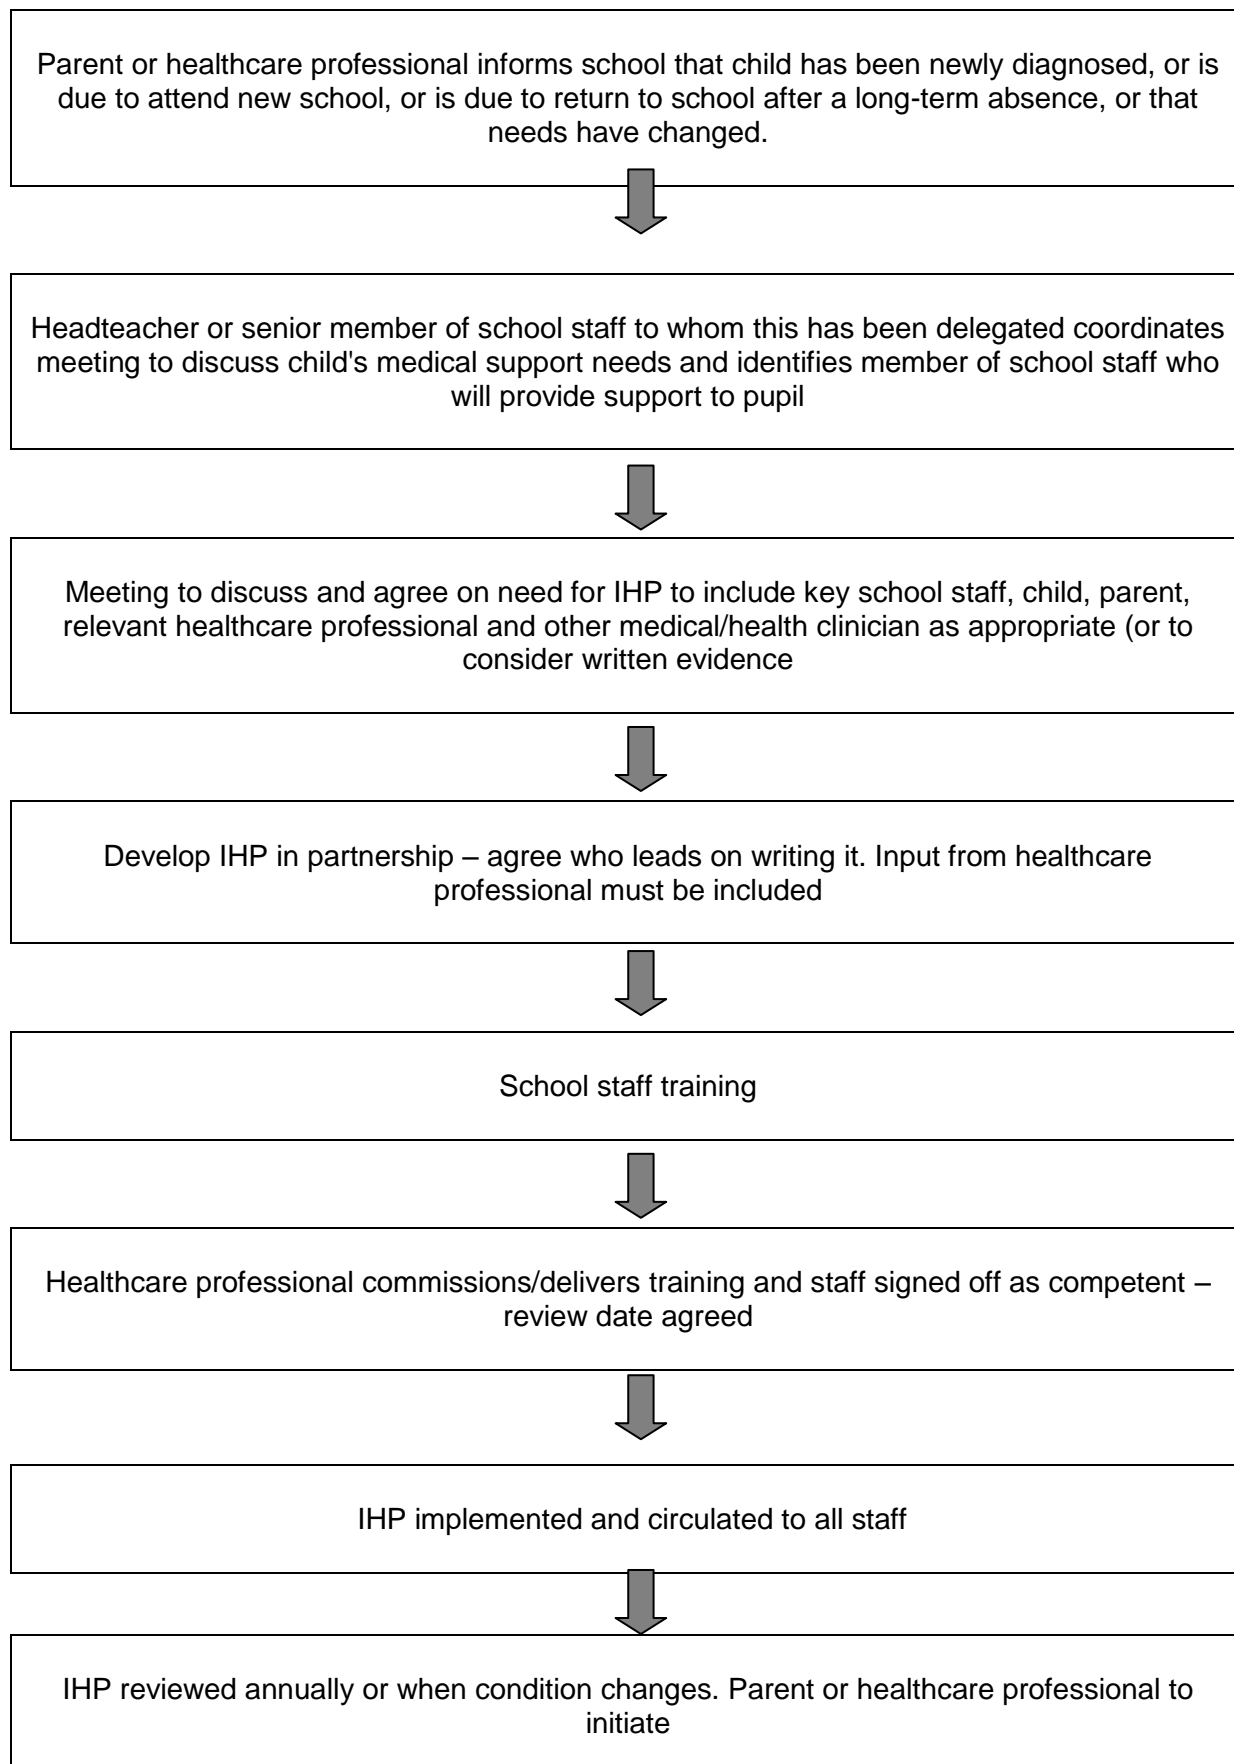 Parent or healthcare professional informs school that child has been newly diagnosed, or is
due to attend new school, or is due to return to school after a long-term absence, or that
needs have changed.
Headteacher or senior member of school staff to whom this has been delegated coordinates
meeting to discuss child's medical support needs and identifies member of school staff who
will provide support to pupil
Meeting to discuss and agree on need for IHP to include key school staff, child, parent,
relevant healthcare professional and other medical/health clinician as appropriate (or to
consider written evidence
Develop IHP in partnership – agree who leads on writing it. Input from healthcare
professional must be included
School staff training
Healthcare professional commissions/delivers training and staff signed off as competent –
review date agreed
IHP implemented and circulated to all staff
IHP reviewed annually or when condition changes. Parent or healthcare professional to
initiate